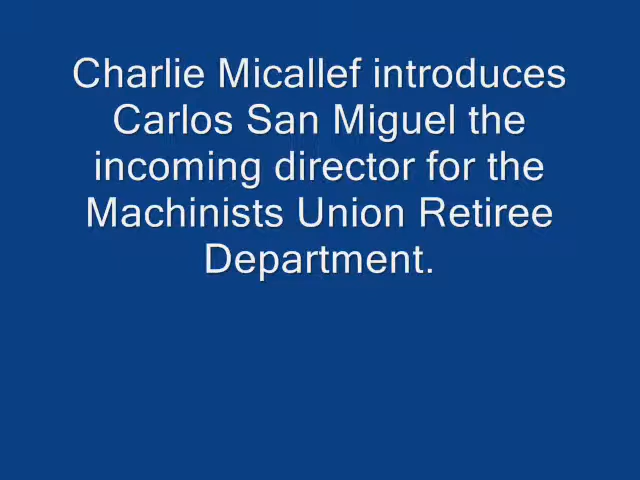 Charlie Micallef introduces
Carlos San Miguel the
incoming director for the
Machinists Union Retiree
Department.